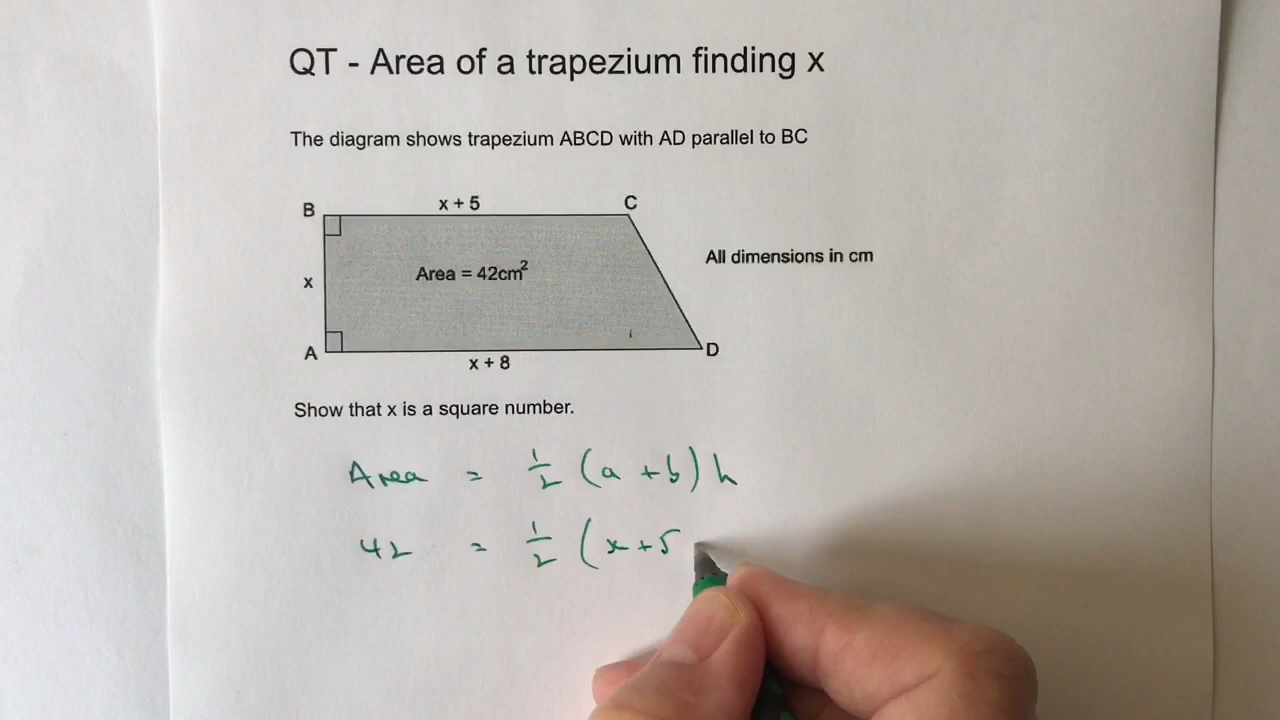 QT - Area of a trapezium finding x
The diagram shows trapezium ABCD with AD parallel to BC
B x + 5 C
All dimensions in cm
Area = 42cm²
x
A x + 8 D
Show that x is a square number.
Area = 1/2 (a + b) h
42 = 1/2 (x + 5